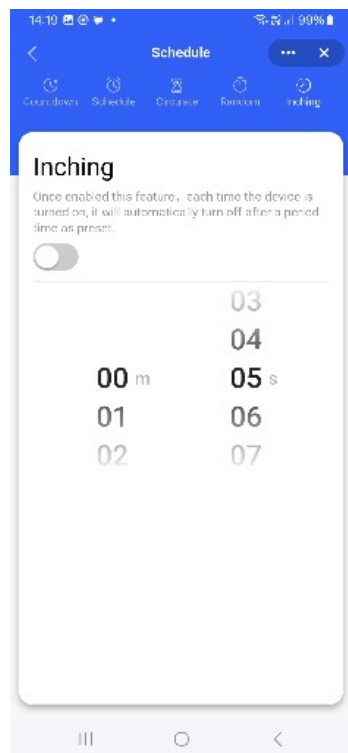 14:19 99%
Schedule
Countdown Schedule Circulate Random Inching
Inching
Once enabled this feature, each time the device is
turned on, it will automatically turn off after a period
time as preset.
03
04
00 m 05 s
01 06
02 07